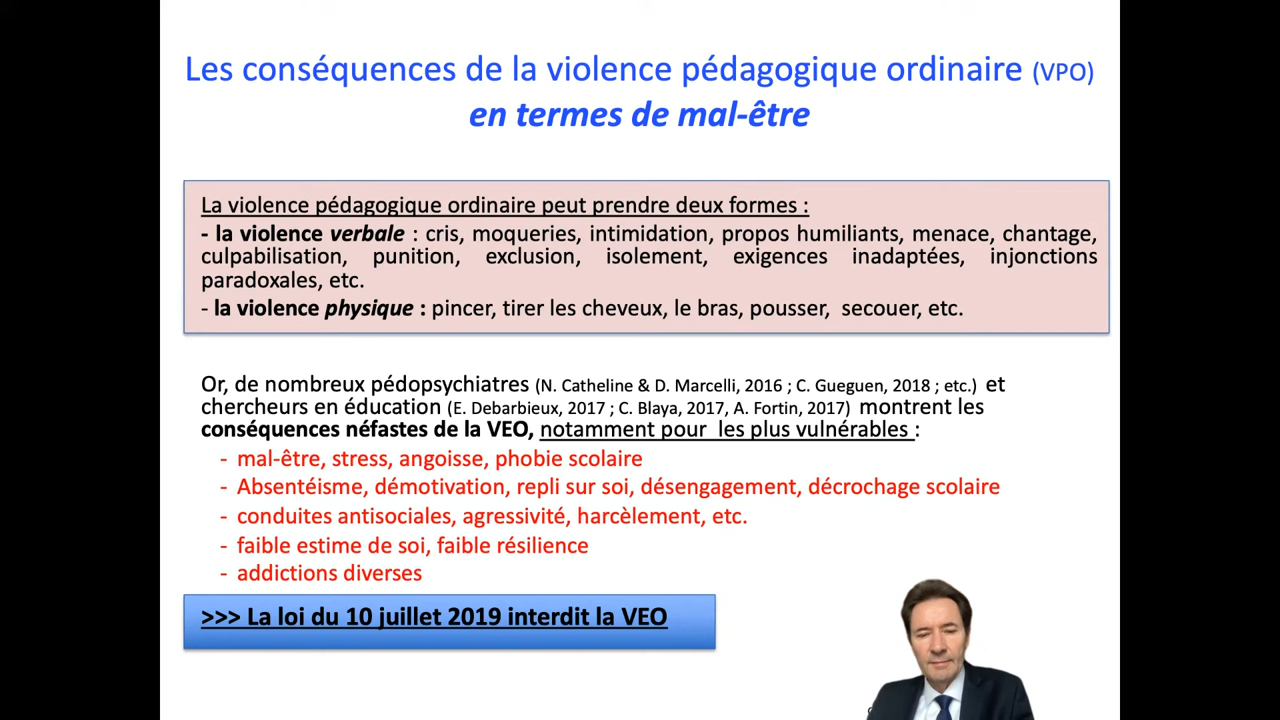 Les conséquences de la violence pédagogique ordinaire (VPO)
en termes de mal-être
La violence pédagogique ordinaire peut prendre deux formes :
- la violence verbale : cris, moqueries, intimidation, propos humiliants, menace, chantage,
culpabilisation, punition, exclusion, isolement, exigences inadaptées, injonctions
paradoxales, etc.
- la violence physique : pincer, tirer les cheveux, le bras, pousser, secouer, etc.
Or, de nombreux pédopsychiatres (N. Catheline & D. Marcelli, 2016 ; C. Gueguen, 2018 ; etc.) et
chercheurs en éducation (E. Debarbieux, 2017 ; C. Blaya, 2017, A. Fortin, 2017) montrent les
conséquences néfastes de la VEO, notamment pour les plus vulnérables :
- mal-être, stress, angoisse, phobie scolaire
- Absentéisme, démotivation, repli sur soi, désengagement, décrochage scolaire
- conduites antisociales, agressivité, harcèlement, etc.
- faible estime de soi, faible résilience
- addictions diverses
>>> La loi du 10 juillet 2019 interdit la VEO